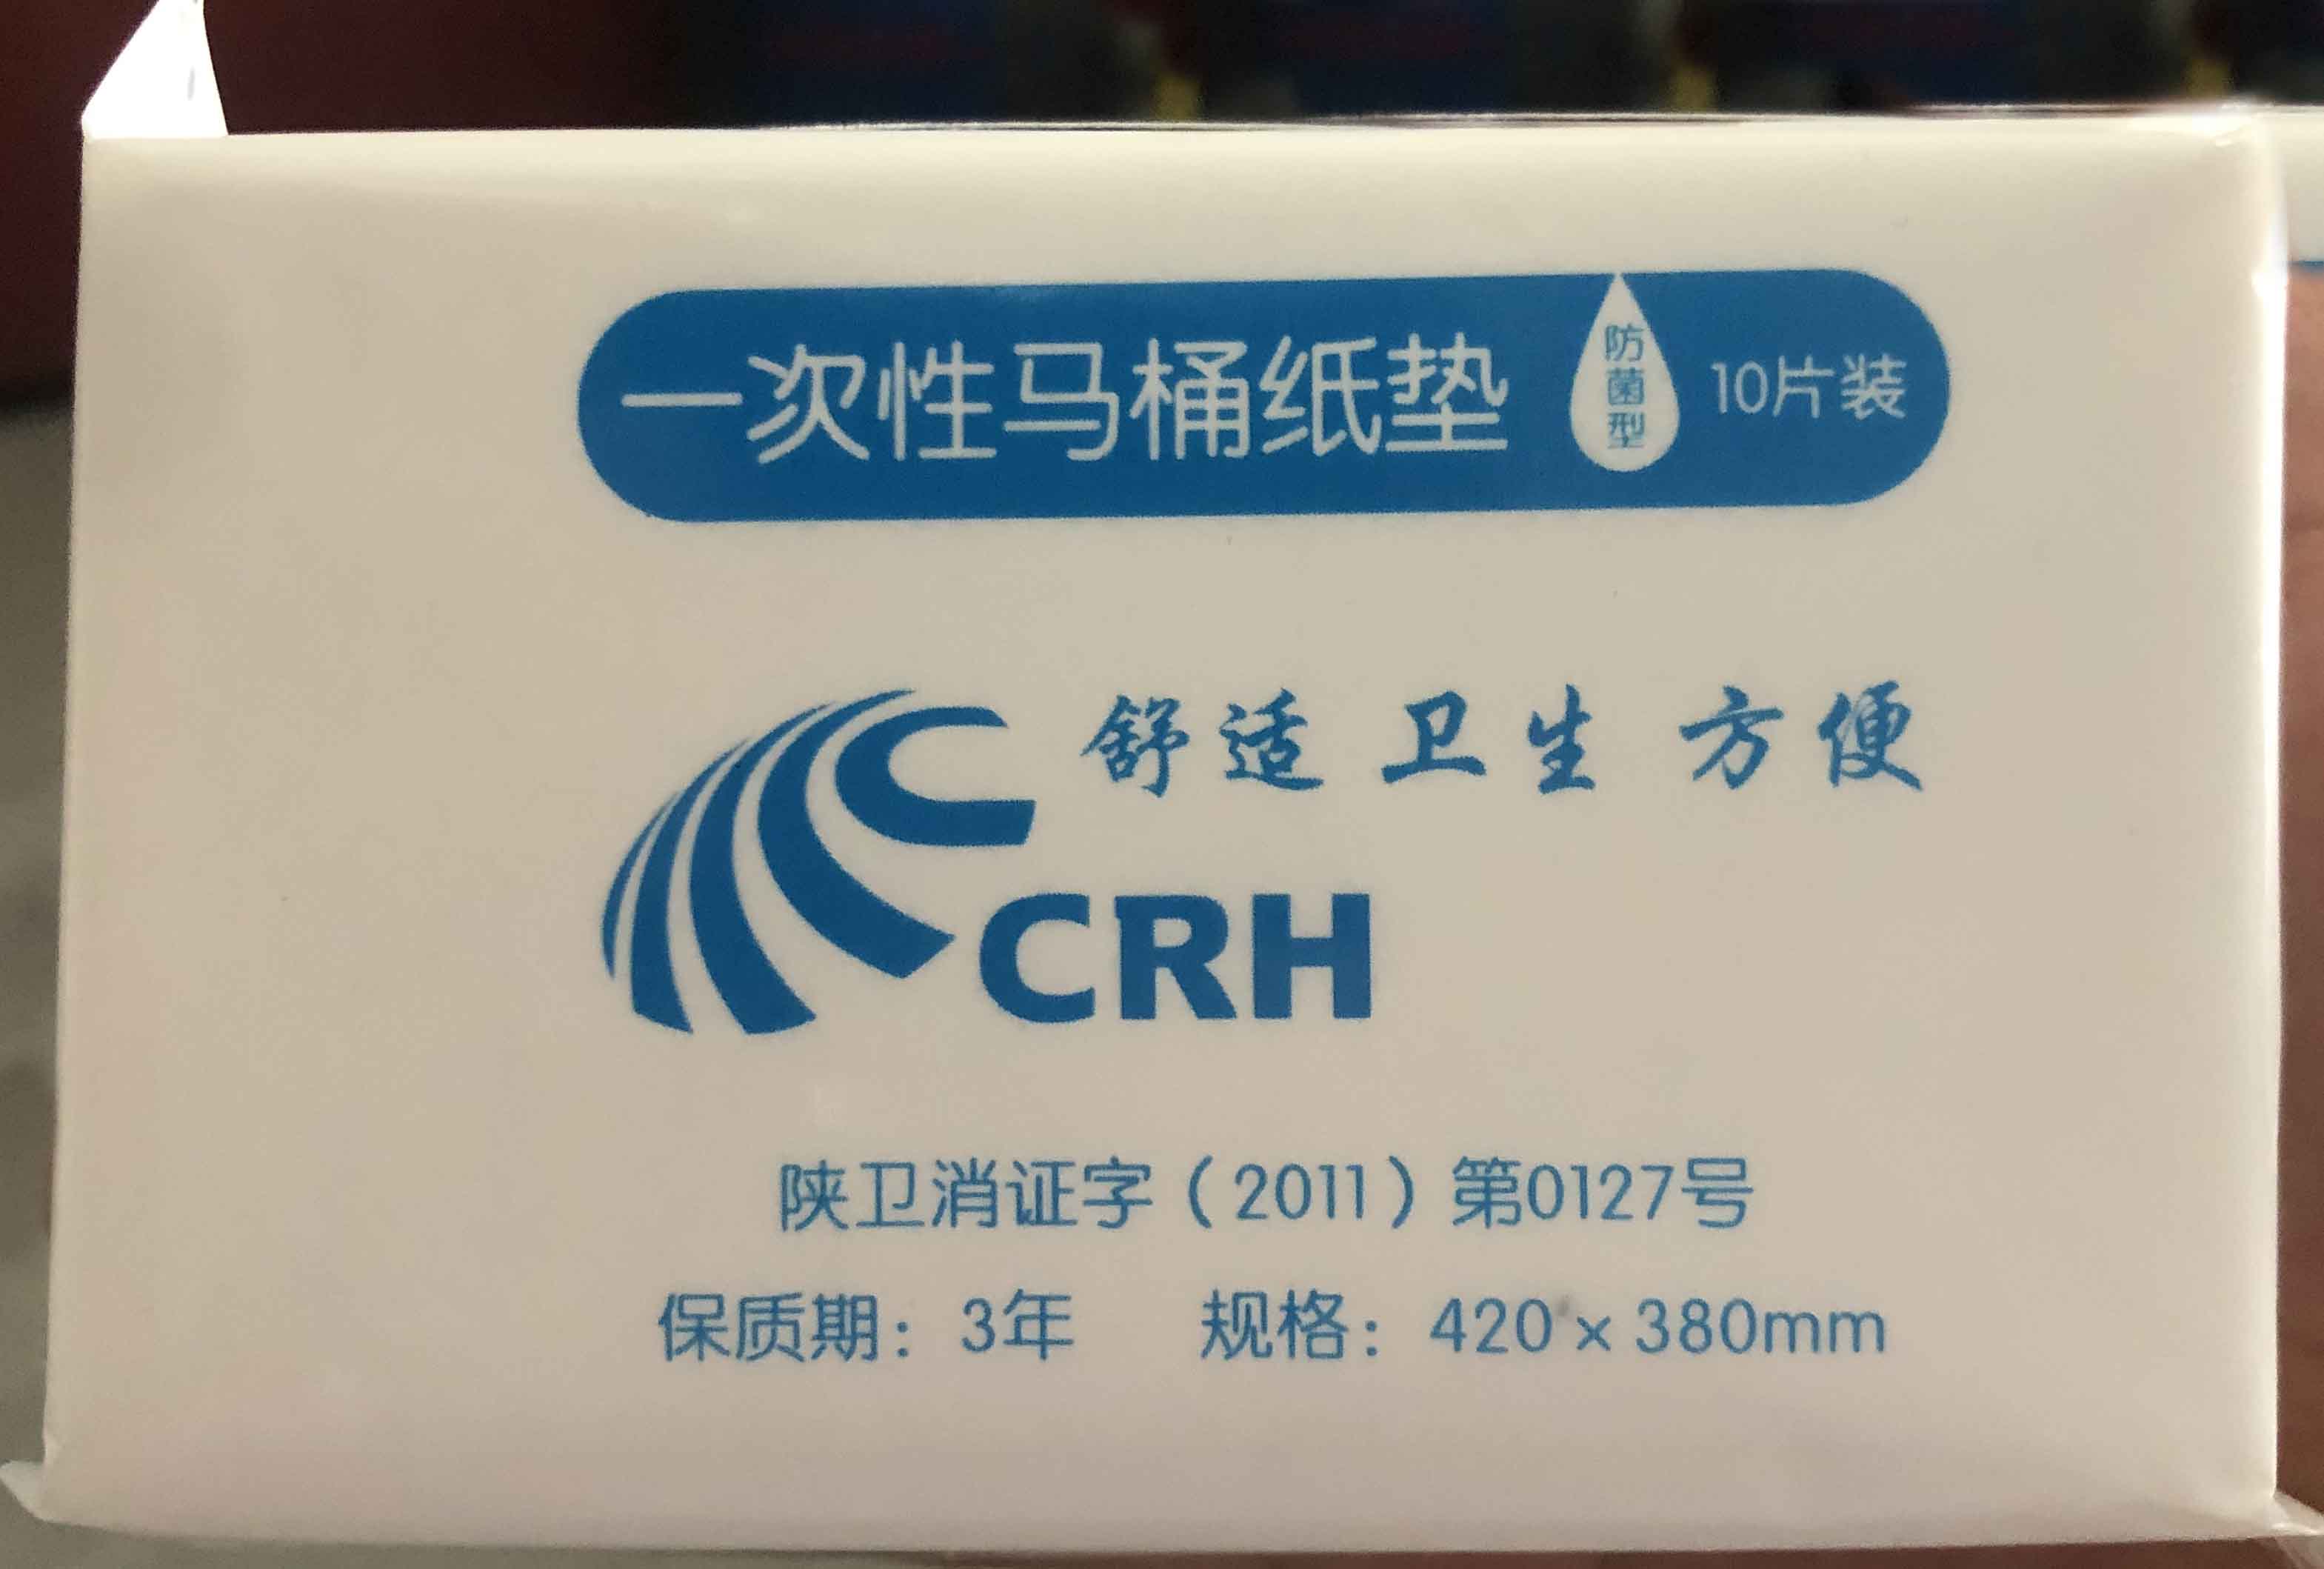 一次性马桶纸垫 防菌型 10片装
舒适 卫生 方便
CRH
陕卫消证字（2011）第0127号
保质期：3年 规格：420×380mm